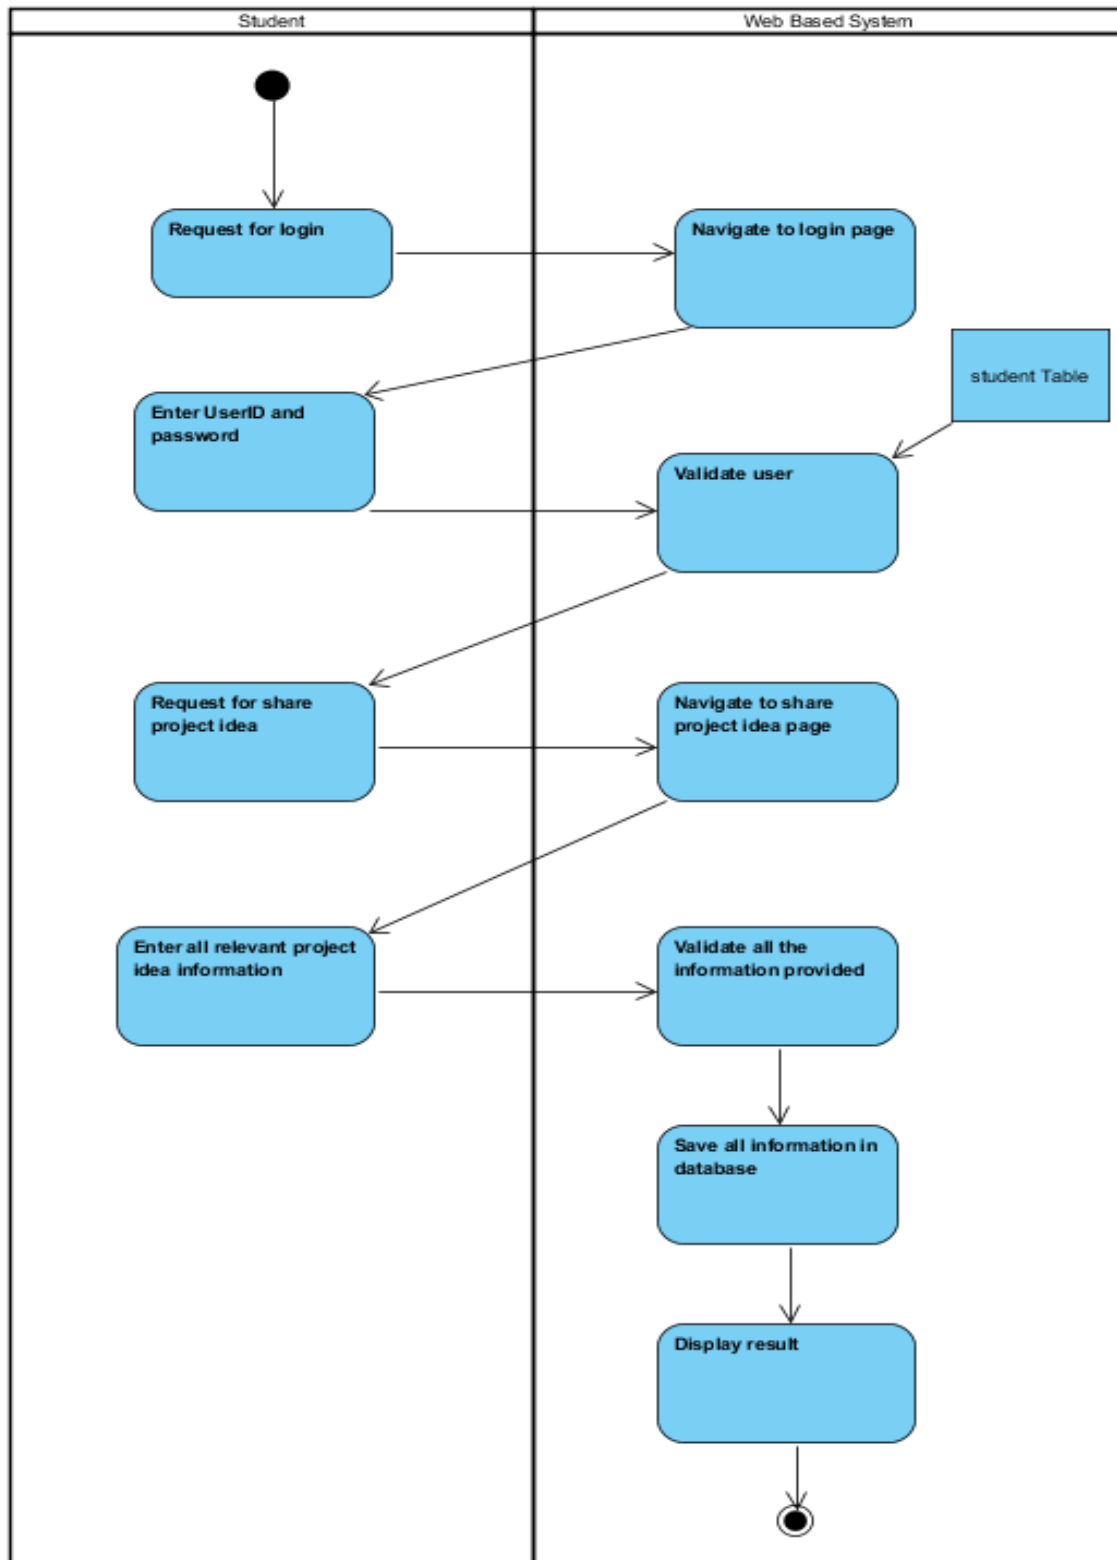 Student
Web Based System
Request for login
Navigate to login page
student Table
Enter UserID and
password
Validate user
Request for share
project idea
Navigate to share
project idea page
Enter all relevant project
idea information
Validate all the
information provided
Save all information in
database
Display result